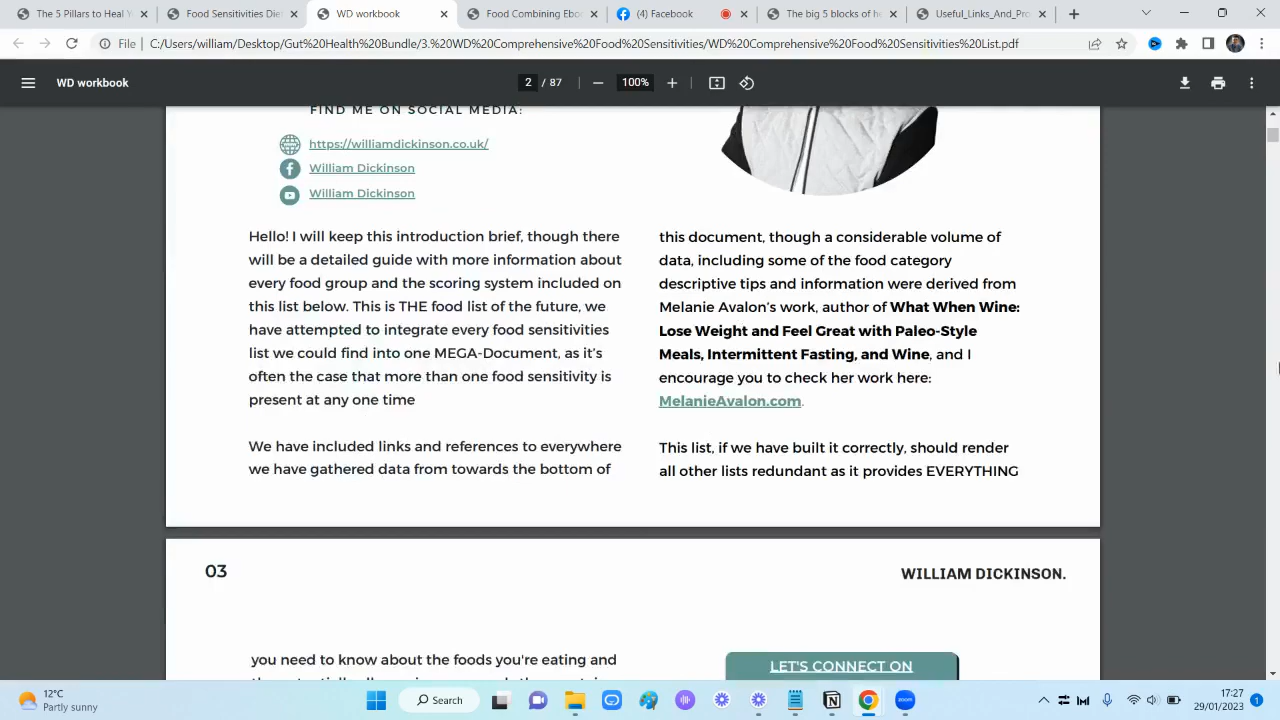 The 5 Pillars to Heal Y
Food Sensitivities Die
WD workbook
Food Combining Eboo
(4) Facebook
The big 5 blocks of he
Useful_Links_And_Pro
File
C:/Users/william/Desktop/Gut%20Health%20Bundle/3.%20WD%20Comprehensive%20Food%20Sensitivities/WD%20Comprehensive%20Food%20Sensitivities%20List.pdf
WD workbook
2 / 87
100%
FIND ME ON SOCIAL MEDIA:
https://williamdickinson.co.uk/
William Dickinson
William Dickinson
Hello! I will keep this introduction brief, though there
will be a detailed guide with more information about
every food group and the scoring system included on
this list below. This is THE food list of the future, we
have attempted to integrate every food sensitivities
list we could find into one MEGA-Document, as it's
often the case that more than one food sensitivity is
present at any one time
We have included links and references to everywhere
we have gathered data from towards the bottom of
this document, though a considerable volume of
data, including some of the food category
descriptive tips and information were derived from
Melanie Avalon's work, author of What When Wine:
Lose Weight and Feel Great with Paleo-Style
Meals, Intermittent Fasting, and Wine, and I
encourage you to check her work here:
MelanieAvalon.com.
This list, if we have built it correctly, should render
all other lists redundant as it provides EVERYTHING
03
WILLIAM DICKINSON.
you need to know about the foods you're eating and
LET'S CONNECT ON
12°C
Partly sunny
Search
17:27
29/01/2023
1